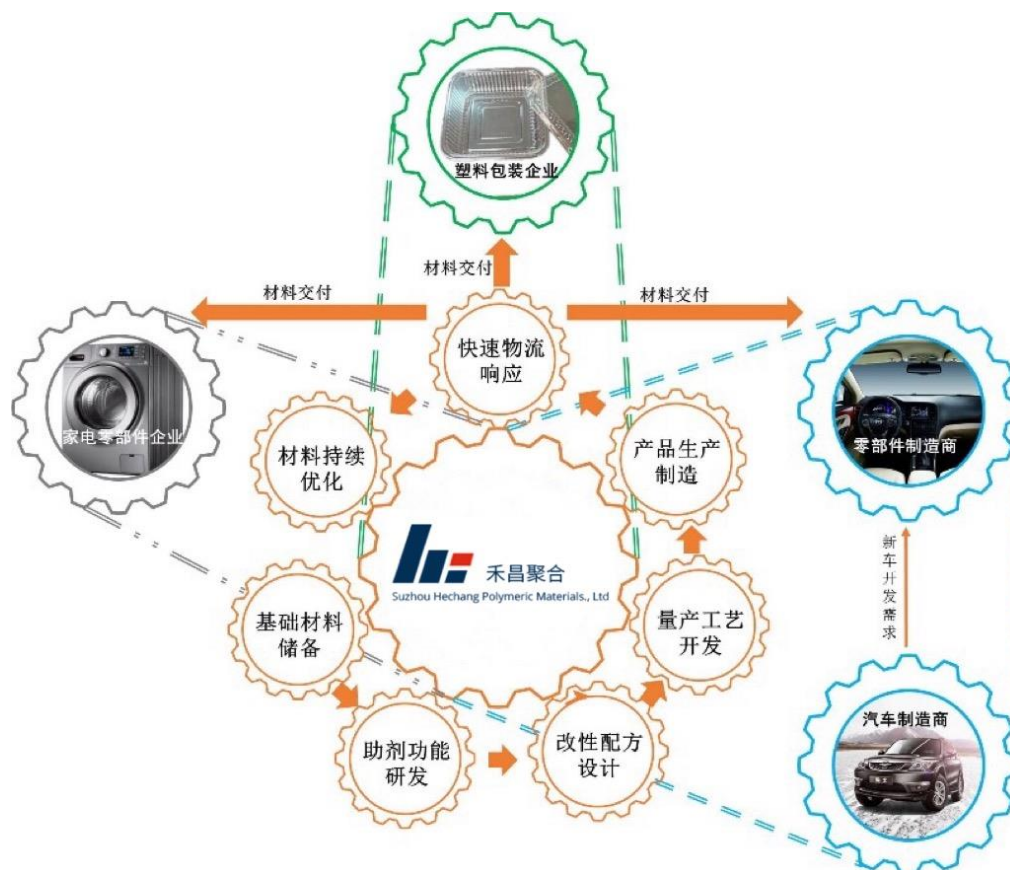 塑料包装企业
材料交付
材料交付
材料交付
快速物流
响应
家电零部件企业
零部件制造商
材料持续
优化
产品生产
制造
禾昌聚合
Suzhou Hechang Polymeric Materials., Ltd
新车开发需求
基础材料
储备
量产工艺
开发
助剂功能
研发
改性配方
设计
汽车制造商